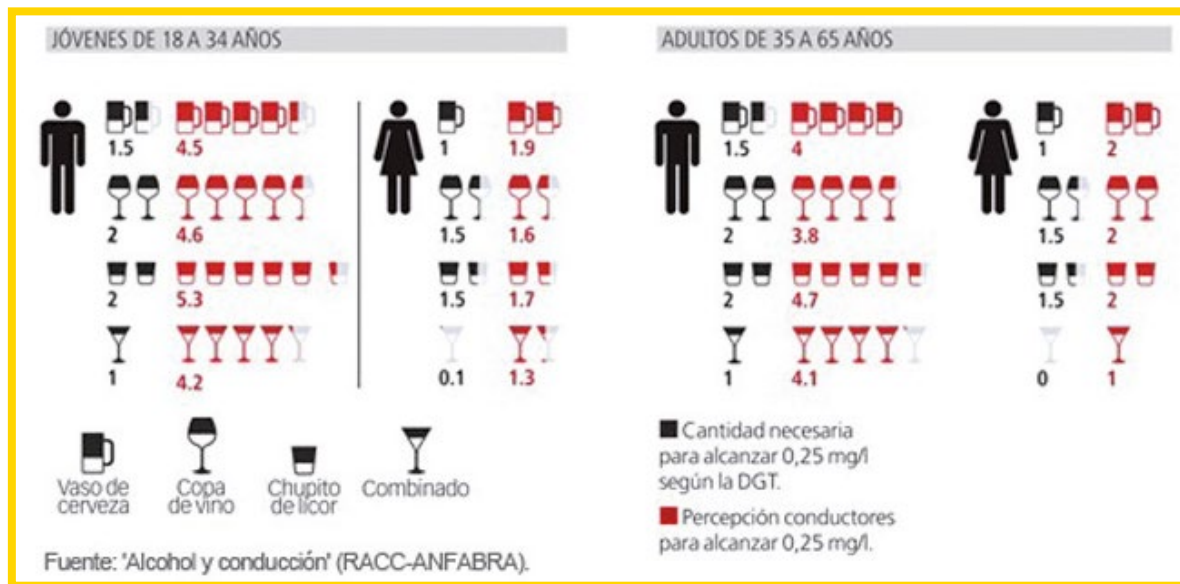 JÓVENES DE 18 A 34 AÑOS
1.5 4.5 1 1.9
2 4.6 1.5 1.6
2 5.3 1.5 1.7
1 4.2 0.1 1.3
ADULTOS DE 35 A 65 AÑOS
1.5 4 1 2
2 3.8 1.5 2
2 4.7 1.5 2
1 4.1 0 1
Vaso de
cerveza
Copa
de vino
Chupito
de licor
Combinado
Cantidad necesaria
para alcanzar 0,25 mg/l
según la DGT.
Percepción conductores
para alcanzar 0,25 mg/l.
Fuente: 'Alcohol y conducción' (RACC-ANFABRA).